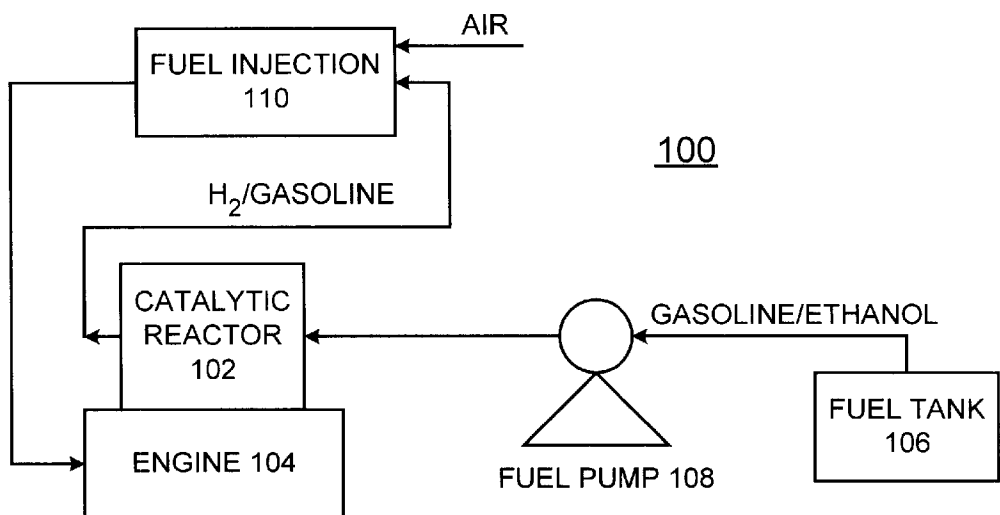 AIR
FUEL INJECTION
110
100
H₂/GASOLINE
CATALYTIC
REACTOR
102
GASOLINE/ETHANOL
FUEL TANK
106
ENGINE 104
FUEL PUMP 108